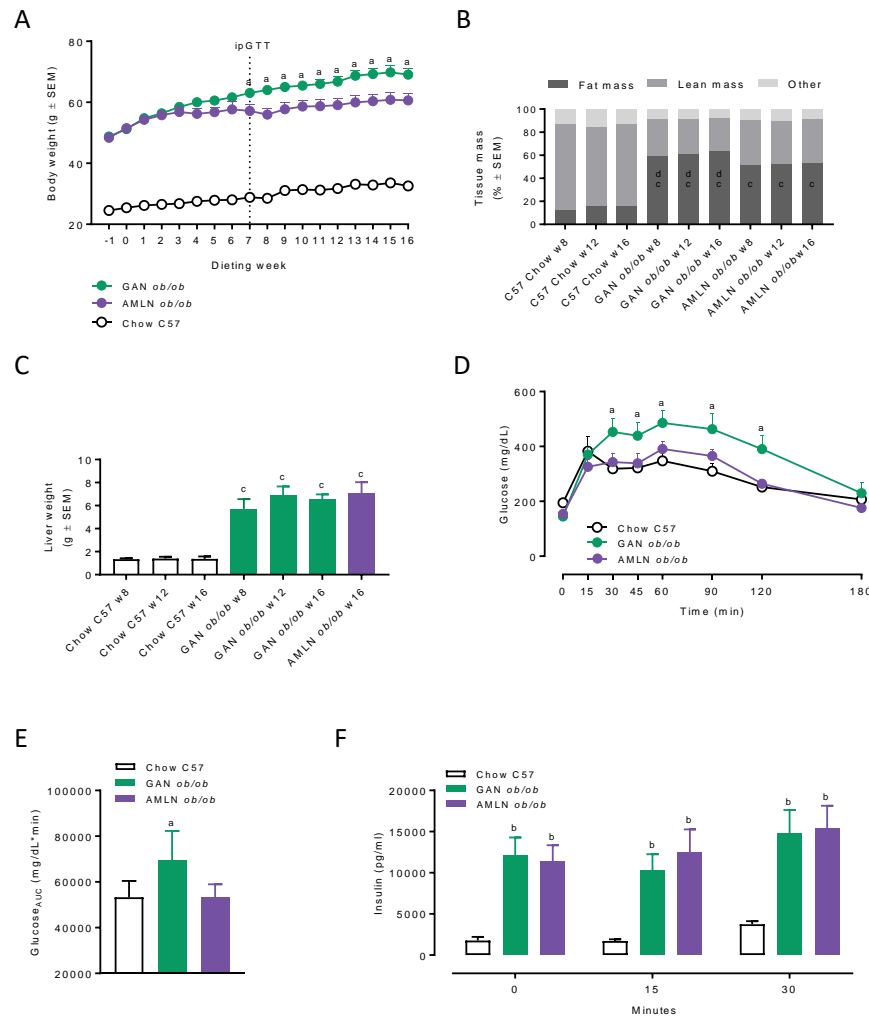 A
ipGTT
80
60
40
20
Body weight (g ± SEM)
a a a a a a a a a a
-1 0 1 2 3 4 5 6 7 8 9 10 11 12 13 14 15 16
Dieting week
GAN ob/ob
AMLN ob/ob
Chow C57
B
Fat mass Lean mass Other
100
80
60
40
20
0
Tissue mass
(% ± SEM)
d d d
c c c c c c
C57 Chow w8
C57 Chow w12
C57 Chow w16
GAN ob/ob w8
GAN ob/ob w12
GAN ob/ob w16
AMLN ob/ob w8
AMLN ob/ob w12
AMLN ob/ob w16
C
10
8
6
4
2
0
Liver weight
(g ± SEM)
c c c c
Chow C57 w8
Chow C57 w12
Chow C57 w16
GAN ob/ob w8
GAN ob/ob w12
GAN ob/ob w16
AMLN ob/ob w16
D
600
400
200
0
Glucose (mg/dL)
a a a a a
Chow C57
GAN ob/ob
AMLN ob/ob
0 15 30 45 60 90 120 180
Time (min)
E
Chow C57
GAN ob/ob
AMLN ob/ob
100000
80000
60000
40000
20000
GlucoseAUC (mg/dL*min)
a
F
Chow C57
GAN ob/ob
AMLN ob/ob
20000
15000
10000
5000
0
Insulin (pg/ml)
b b b b b b
0 15 30
Minutes